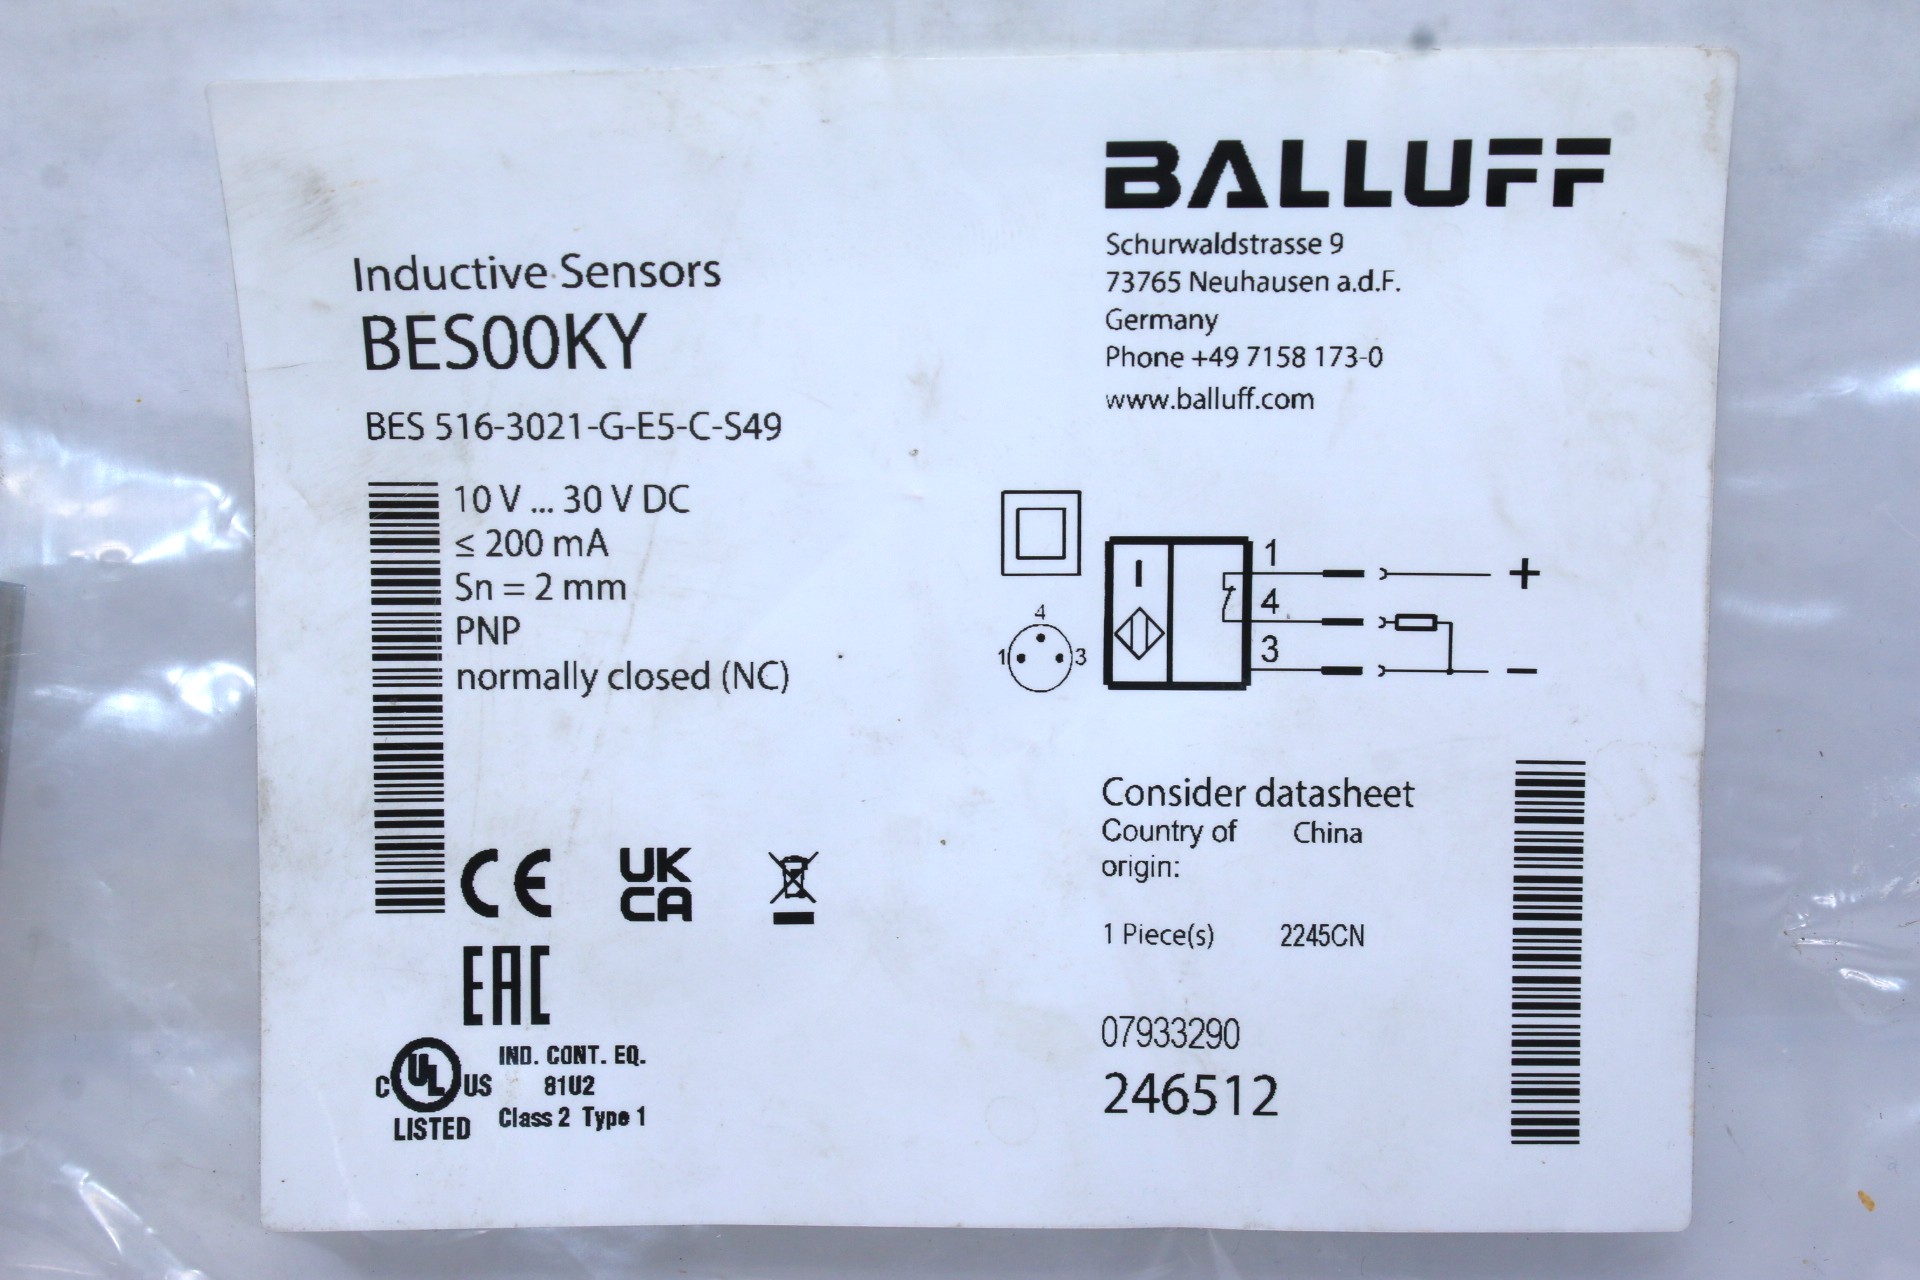 BALLUFF
Schurwaldstrasse 9
73765 Neuhausen a.d.F.
Germany
Phone +49 7158 173-0
www.balluff.com
Inductive Sensors
BES00KY
BES 516-3021-G-E5-C-S49
10 V ... 30 V DC
≤ 200 mA
Sn = 2 mm
PNP
normally closed (NC)
4
1 3
I
1 +
4
3 −
CE UK CA
EAC
C UL US LISTED
IND. CONT. EQ.
81U2
Class 2 Type 1
Consider datasheet
Country of China
origin:
1 Piece(s) 2245CN
07933290
246512